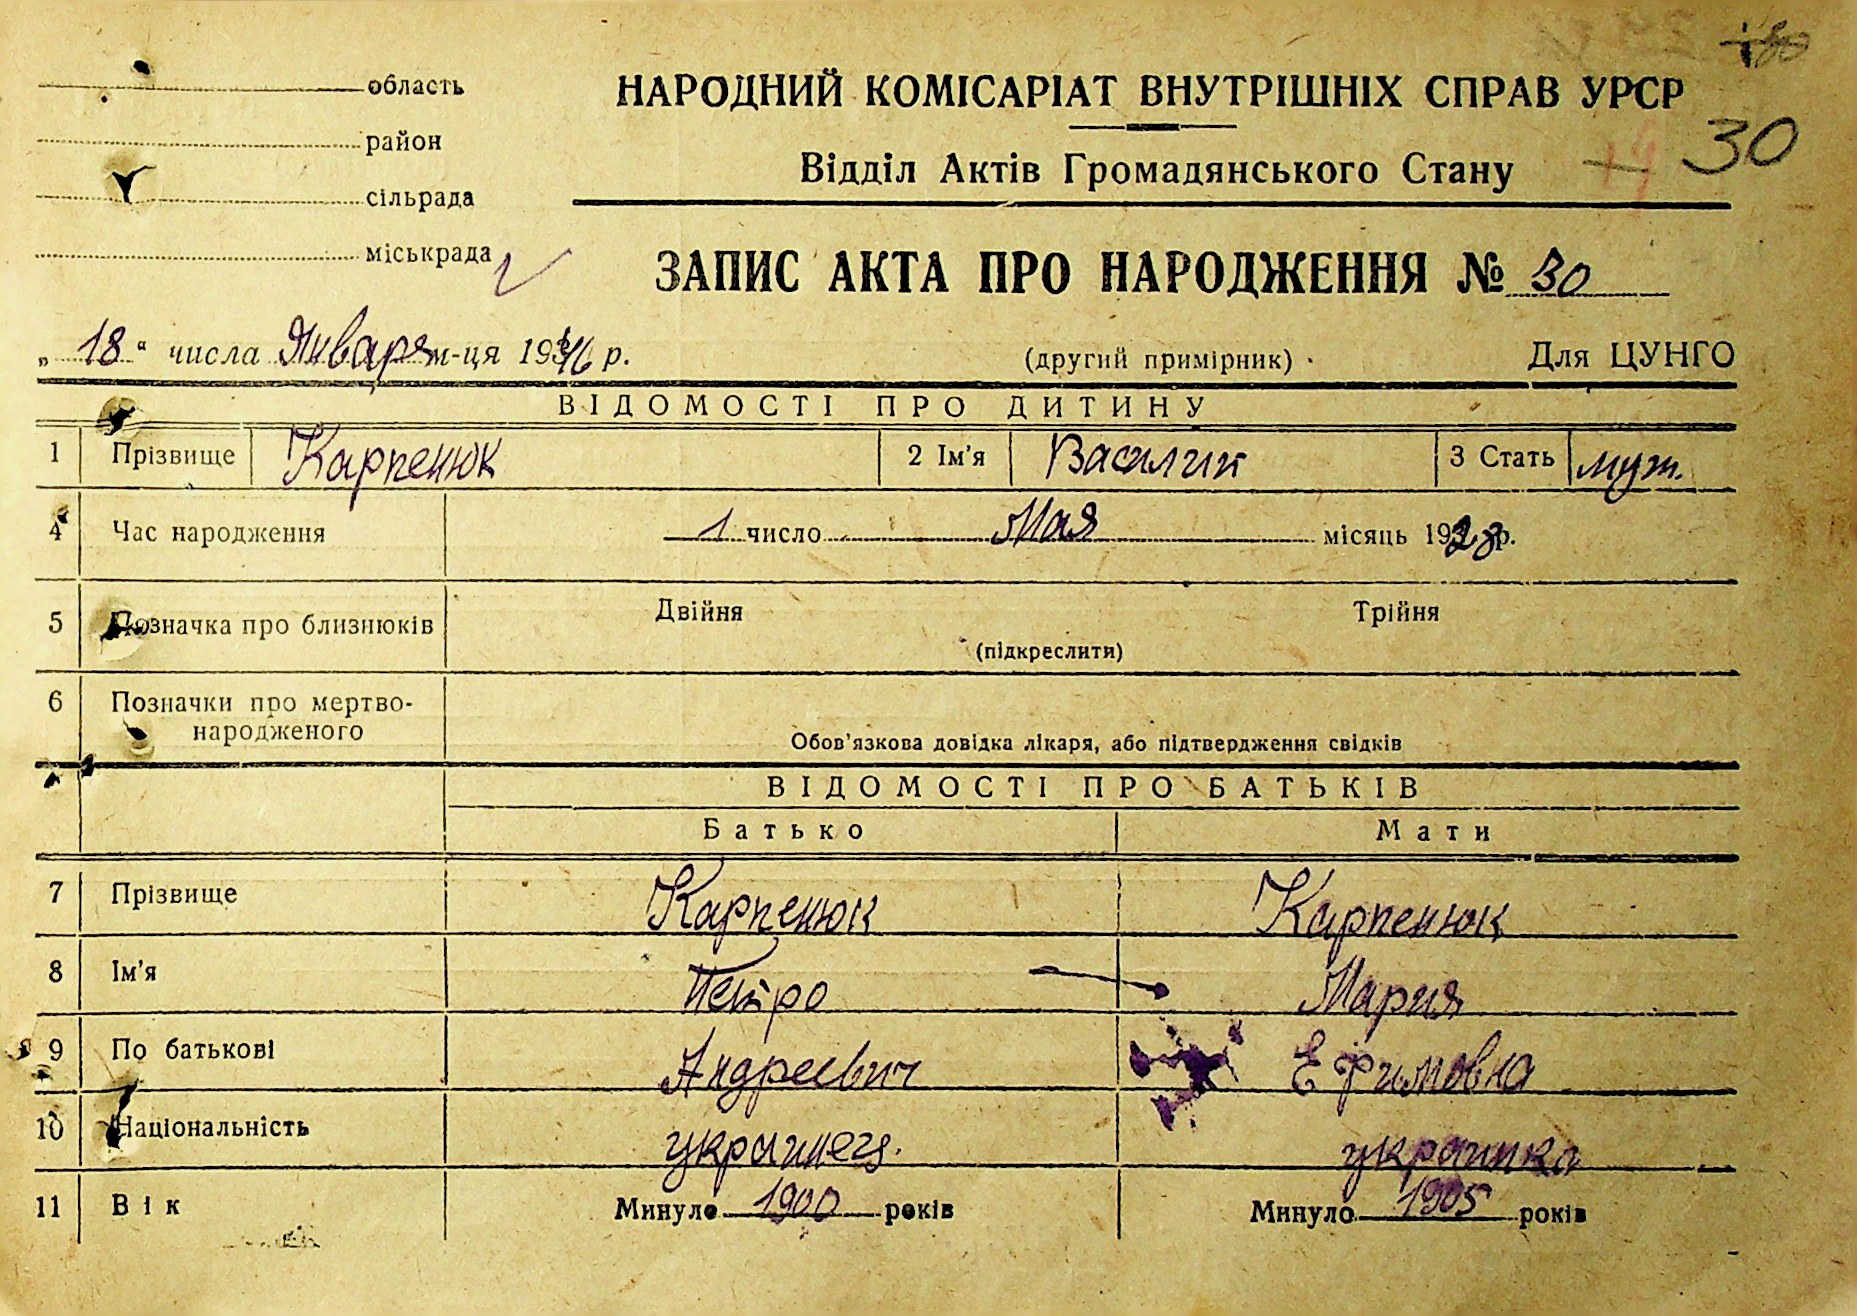 область
район
сільрада
міськрада
НАРОДНИЙ КОМІСАРІАТ ВНУТРІШНІХ СПРАВ УРСР
Відділ Актів Громадянського Стану
30
ЗАПИС АКТА ПРО НАРОДЖЕННЯ № 30
„ 18 “ числа Января м-ця 1946 р. (другий примірник) Для ЦУНГО
ВІДОМОСТІ ПРО ДИТИНУ
1 Прізвище Карпенюк 2 Ім'я Василий 3 Стать муж.
4 Час народження 1 число Мая місяць 1928 р.
5 Позначка про близнюків Двійня Трійня
(підкреслити)
6 Позначки про мертво-
народженого
Обов'язкова довідка лікаря, або підтвердження свідків
ВІДОМОСТІ ПРО БАТЬКІВ
Батько Мати
7 Прізвище Карпенюк Карпенюк
8 Ім'я Петро Мария
9 По батькові Андреевич Ефимовна
10 Національність украинец. украинка
11 Вік Минуло 1900 років Минуло 1905 років